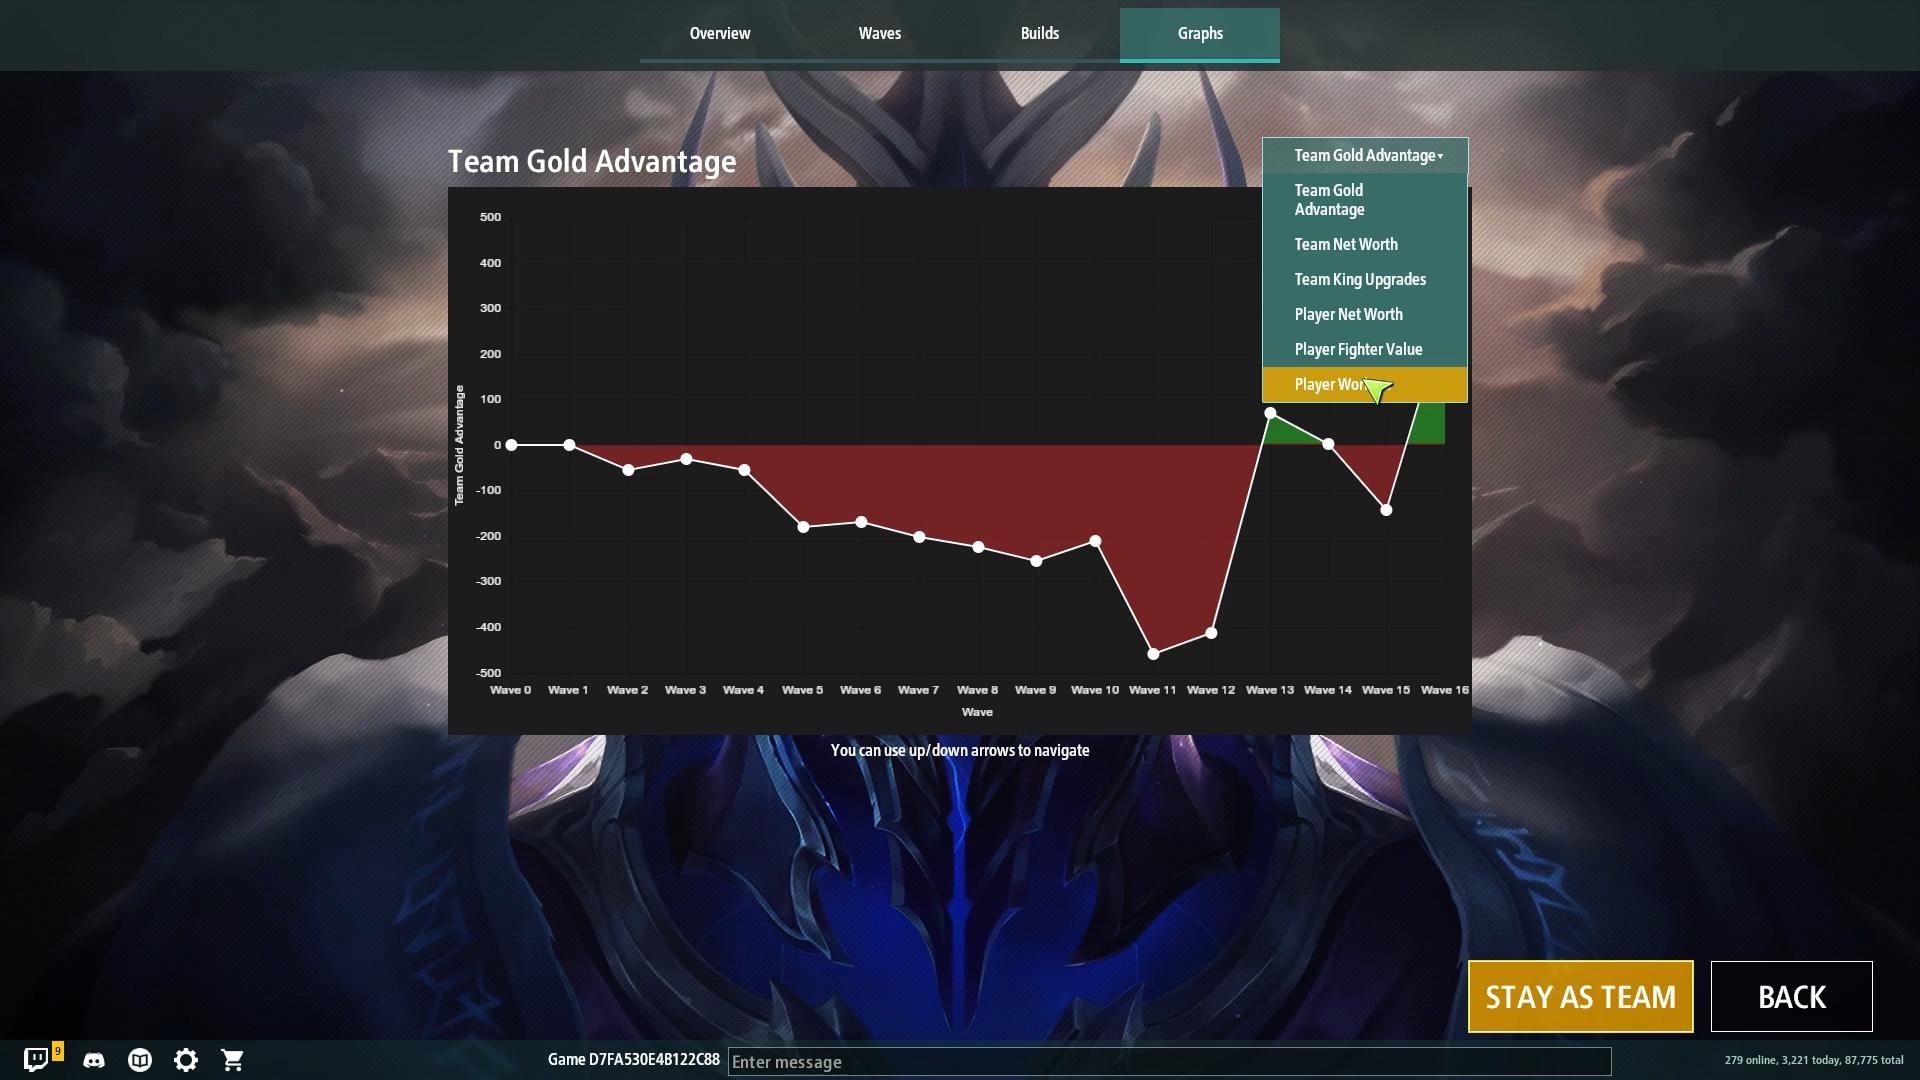 Overview
Waves
Builds
Graphs
Team Gold Advantage
Team Gold Advantage▾
Team Gold
Advantage
Team Net Worth
Team King Upgrades
Player Net Worth
Player Fighter Value
Player
500
400
300
200
100
0
-100
-200
-300
-400
-500
Team Gold Advantage
Wave 0 Wave 1 Wave 2 Wave 3 Wave 4 Wave 5 Wave 6 Wave 7 Wave 8 Wave 9 Wave 10 Wave 11 Wave 12 Wave 13 Wave 14 Wave 15 Wave 16
Wave
You can use up/down arrows to navigate
STAY AS TEAM
BACK
9
Game D7FA530E4B122C88
Enter message
279 online, 3,221 today, 87,775 total